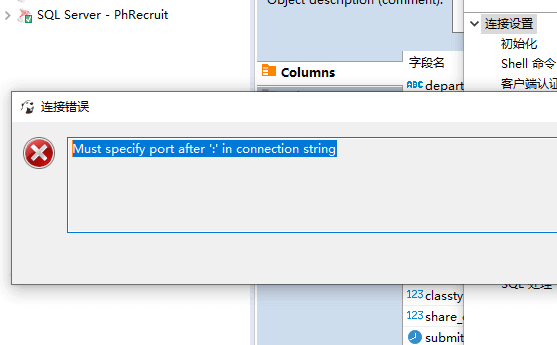 Object description (comment):
SQL Server - PhRecruit
连接设置
初始化
Shell 命令
客户端认证
Columns
字段名
ABC depart
连接错误
Must specify port after ':' in connection string
SQL 处理
123 classty
123 share_
submit